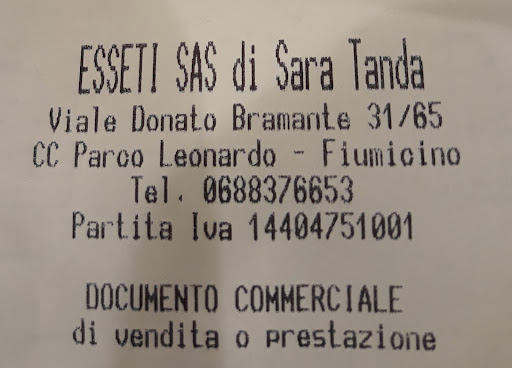 ESSETI SAS di Sara Tanda
Viale Donato Bramante 31/65
CC Parco Leonardo - Fiumicino
Tel. 0688376653
Partita Iva 14404751001
DOCUMENTO COMMERCIALE
di vendita o prestazione